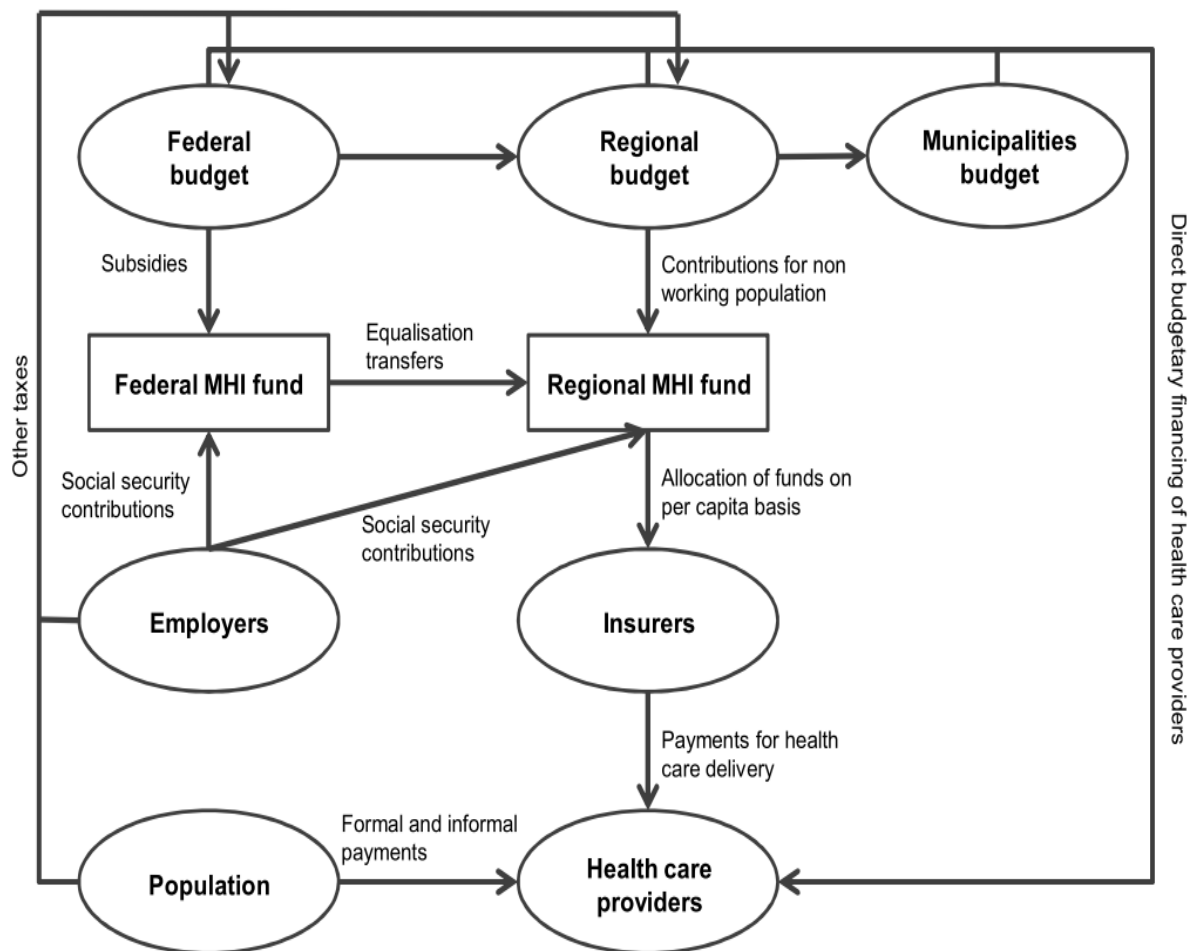 Federal
budget
Regional
budget
Municipalities
budget
Subsidies
Contributions for non
working population
Equalisation
transfers
Federal MHI fund
Regional MHI fund
Other taxes
Direct budgetary financing of health care providers
Social security
contributions
Social security
contributions
Allocation of funds on
per capita basis
Employers
Insurers
Payments for health
care delivery
Formal and informal
payments
Population
Health care
providers